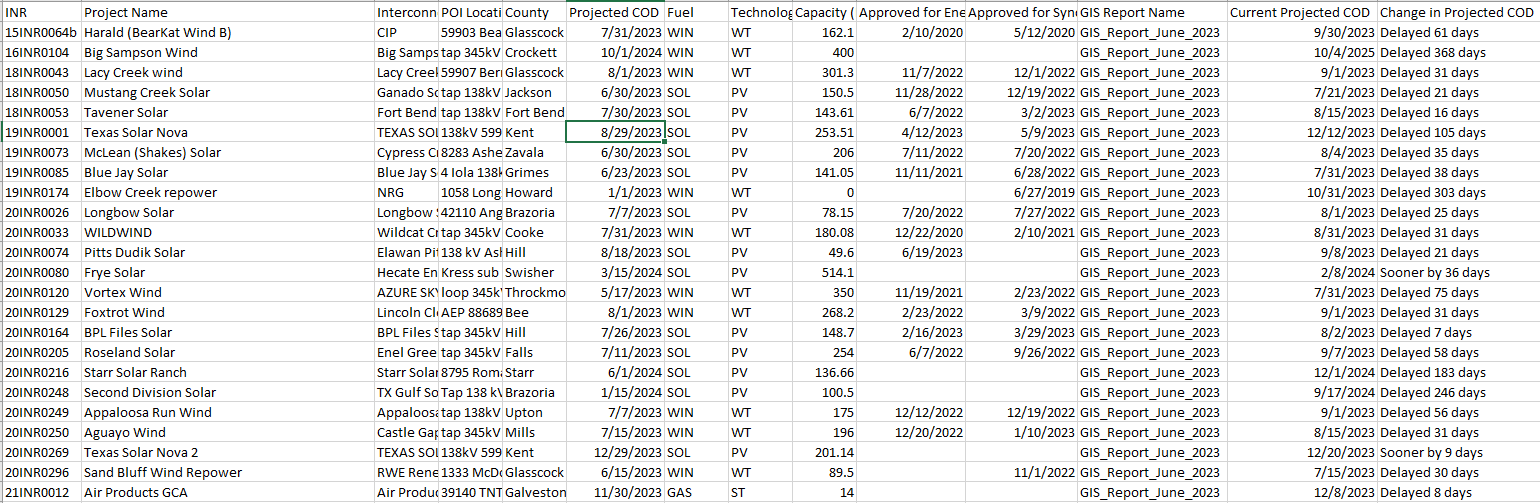 INR Project Name Interconn POI Locati County Projected COD Fuel Technolog Capacity ( Approved for Ene Approved for Syn GIS Report Name Current Projected COD Change in Projected COD
15INR0064b Harald (BearKat Wind B) CIP 59903 Bea Glasscock 7/31/2023 WIN WT 162.1 2/10/2020 5/12/2020 GIS_Report_June_2023 9/30/2023 Delayed 61 days
16INR0104 Big Sampson Wind Big Samps tap 345kV Crockett 10/1/2024 WIN WT 400 GIS_Report_June_2023 10/4/2025 Delayed 368 days
18INR0043 Lacy Creek wind Lacy Creel 59907 Ber Glasscock 8/1/2023 WIN WT 301.3 11/7/2022 12/1/2022 GIS_Report_June_2023 9/1/2023 Delayed 31 days
18INR0050 Mustang Creek Solar Ganado So tap 138kV Jackson 6/30/2023 SOL PV 150.5 11/28/2022 12/19/2022 GIS_Report_June_2023 7/21/2023 Delayed 21 days
18INR0053 Tavener Solar Fort Bend tap 138kV Fort Bend 7/30/2023 SOL PV 143.61 6/7/2022 3/2/2023 GIS_Report_June_2023 8/15/2023 Delayed 16 days
19INR0001 Texas Solar Nova TEXAS SOL 138kV 599 Kent 8/29/2023 SOL PV 253.51 4/12/2023 5/9/2023 GIS_Report_June_2023 12/12/2023 Delayed 105 days
19INR0073 McLean (Shakes) Solar Cypress Cr 8283 Ashe Zavala 6/30/2023 SOL PV 206 7/11/2022 7/20/2022 GIS_Report_June_2023 8/4/2023 Delayed 35 days
19INR0085 Blue Jay Solar Blue Jay S 4 Iola 138k Grimes 6/23/2023 SOL PV 141.05 11/11/2021 6/28/2022 GIS_Report_June_2023 7/31/2023 Delayed 38 days
19INR0174 Elbow Creek repower NRG 1058 Long Howard 1/1/2023 WIN WT 0 6/27/2019 GIS_Report_June_2023 10/31/2023 Delayed 303 days
20INR0026 Longbow Solar Longbow 42110 Ang Brazoria 7/7/2023 SOL PV 78.15 7/20/2022 7/27/2022 GIS_Report_June_2023 8/1/2023 Delayed 25 days
20INR0033 WILDWIND Wildcat Cr tap 345kV Cooke 7/31/2023 WIN WT 180.08 12/22/2020 2/10/2021 GIS_Report_June_2023 8/31/2023 Delayed 31 days
20INR0074 Pitts Dudik Solar Elawan Pi 138 kV Asl Hill 8/18/2023 SOL PV 49.6 6/19/2023 GIS_Report_June_2023 9/8/2023 Delayed 21 days
20INR0080 Frye Solar Hecate En Kress sub Swisher 3/15/2024 SOL PV 514.1 GIS_Report_June_2023 2/8/2024 Sooner by 36 days
20INR0120 Vortex Wind AZURE SKY loop 345k Throckmo 5/17/2023 WIN WT 350 11/19/2021 2/23/2022 GIS_Report_June_2023 7/31/2023 Delayed 75 days
20INR0129 Foxtrot Wind Lincoln Cl AEP 88689 Bee 8/1/2023 WIN WT 268.2 2/23/2022 3/9/2022 GIS_Report_June_2023 9/1/2023 Delayed 31 days
20INR0164 BPL Files Solar BPL Files S tap 345kV Hill 7/26/2023 SOL PV 148.7 2/16/2023 3/29/2023 GIS_Report_June_2023 8/2/2023 Delayed 7 days
20INR0205 Roseland Solar Enel Gree tap 345kV Falls 7/11/2023 SOL PV 254 6/7/2022 9/26/2022 GIS_Report_June_2023 9/7/2023 Delayed 58 days
20INR0216 Starr Solar Ranch Starr Solar 8795 Roma Starr 6/1/2024 SOL PV 136.66 GIS_Report_June_2023 12/1/2024 Delayed 183 days
20INR0248 Second Division Solar TX Gulf So Tap 138 kV Brazoria 1/15/2024 SOL PV 100.5 GIS_Report_June_2023 9/17/2024 Delayed 246 days
20INR0249 Appaloosa Run Wind Appaloosa tap 138kV Upton 7/7/2023 WIN WT 175 12/12/2022 12/19/2022 GIS_Report_June_2023 9/1/2023 Delayed 56 days
20INR0250 Aguayo Wind Castle Gap tap 345kV Mills 7/15/2023 WIN WT 196 12/20/2022 1/10/2023 GIS_Report_June_2023 8/15/2023 Delayed 31 days
20INR0269 Texas Solar Nova 2 TEXAS SOL 138kV 599 Kent 12/29/2023 SOL PV 201.14 GIS_Report_June_2023 12/20/2023 Sooner by 9 days
20INR0296 Sand Bluff Wind Repower RWE Rene 1333 McDo Glasscock 6/15/2023 WIN WT 89.5 11/1/2022 GIS_Report_June_2023 7/15/2023 Delayed 30 days
21INR0012 Air Products GCA Air Produc 39140 TNT Galveston 11/30/2023 GAS ST 14 GIS_Report_June_2023 12/8/2023 Delayed 8 days